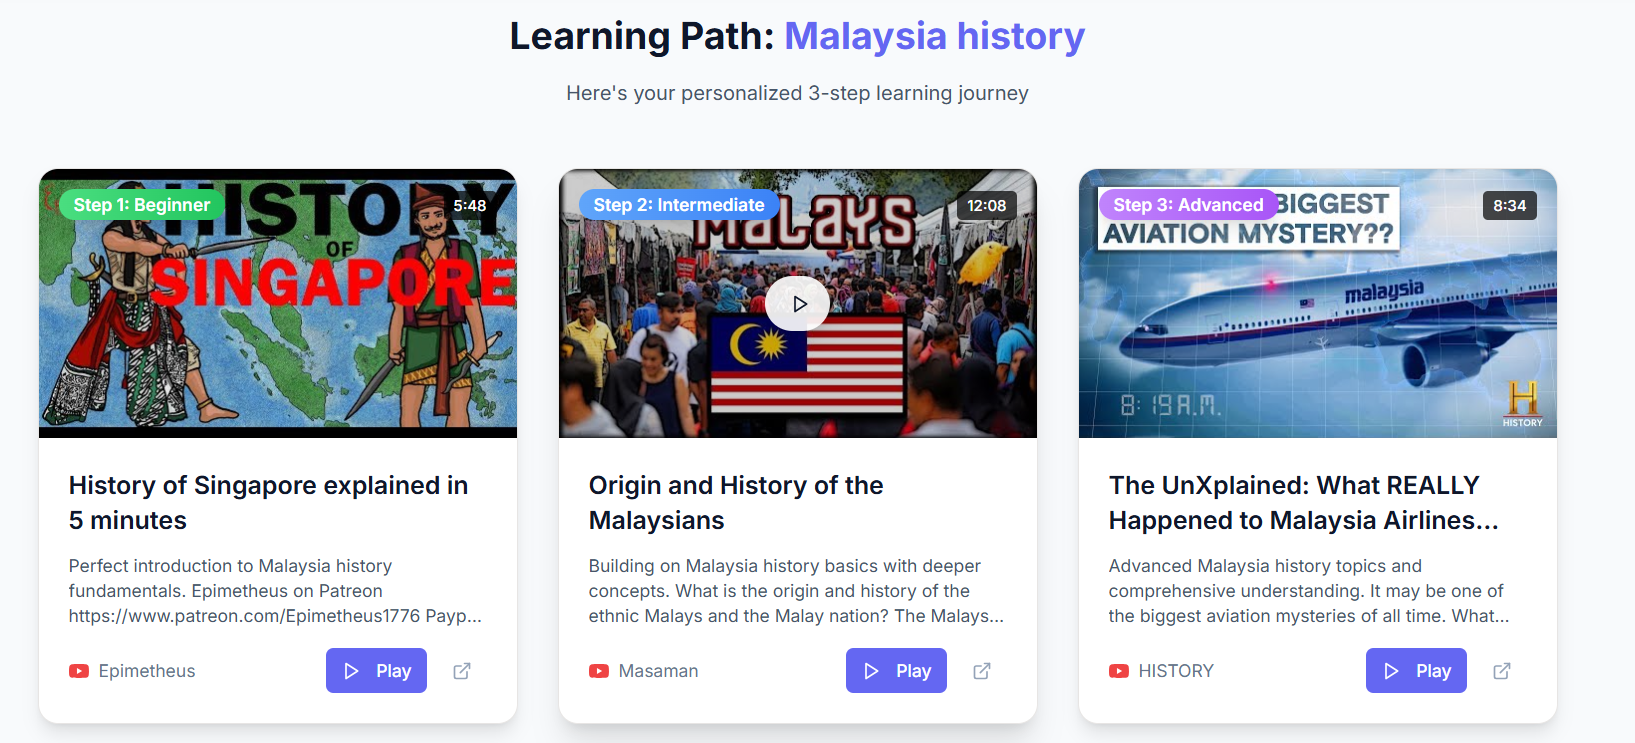 Learning Path: Malaysia history
Here's your personalized 3-step learning journey
Step 1: Beginner
5:48
HISTORY
OF
SINGAPORE
History of Singapore explained in
5 minutes
Perfect introduction to Malaysia history
fundamentals. Epimetheus on Patreon
https://www.patreon.com/Epimetheus1776 Payp...
Epimetheus
Play
Step 2: Intermediate
12:08
MALAYS
Origin and History of the
Malaysians
Building on Malaysia history basics with deeper
concepts. What is the origin and history of the
ethnic Malays and the Malay nation? The Malays...
Masaman
Play
Step 3: Advanced
8:34
BIGGEST
AVIATION MYSTERY??
malaysia
8:19 A.M.
H
HISTORY
The UnXplained: What REALLY
Happened to Malaysia Airlines...
Advanced Malaysia history topics and
comprehensive understanding. It may be one of
the biggest aviation mysteries of all time. What...
HISTORY
Play